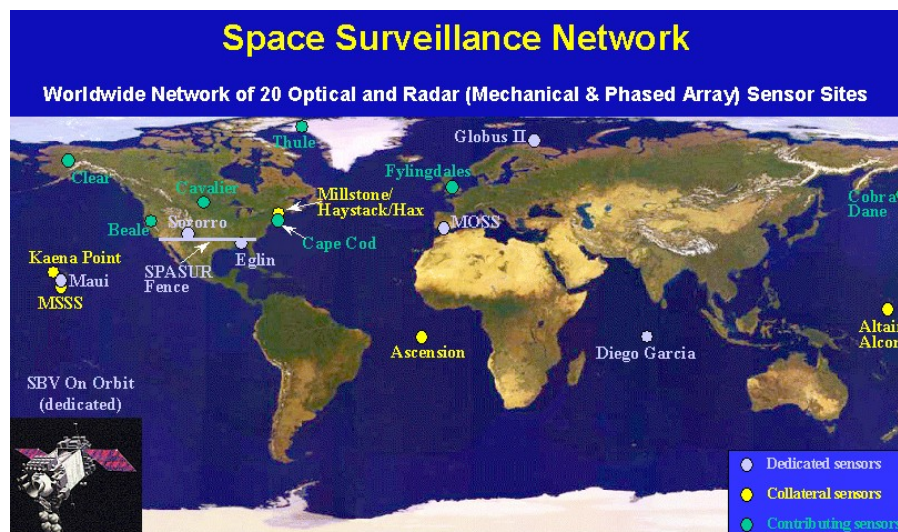 Space Surveillance Network
Worldwide Network of 20 Optical and Radar (Mechanical & Phased Array) Sensor Sites
Thule
Globus II
Clear
Cavalier
Fylingdales
Millstone/
Haystack/Hax
Cobra
Dane
Beale
Socorro
MOSS
Cape Cod
Eglin
SPASUR
Fence
Kaena Point
Maui
MSSS
Altair
Alcor
Ascension
Diego Garcia
SBV On Orbit
(dedicated)
Dedicated sensors
Collateral sensors
Contributing sensors